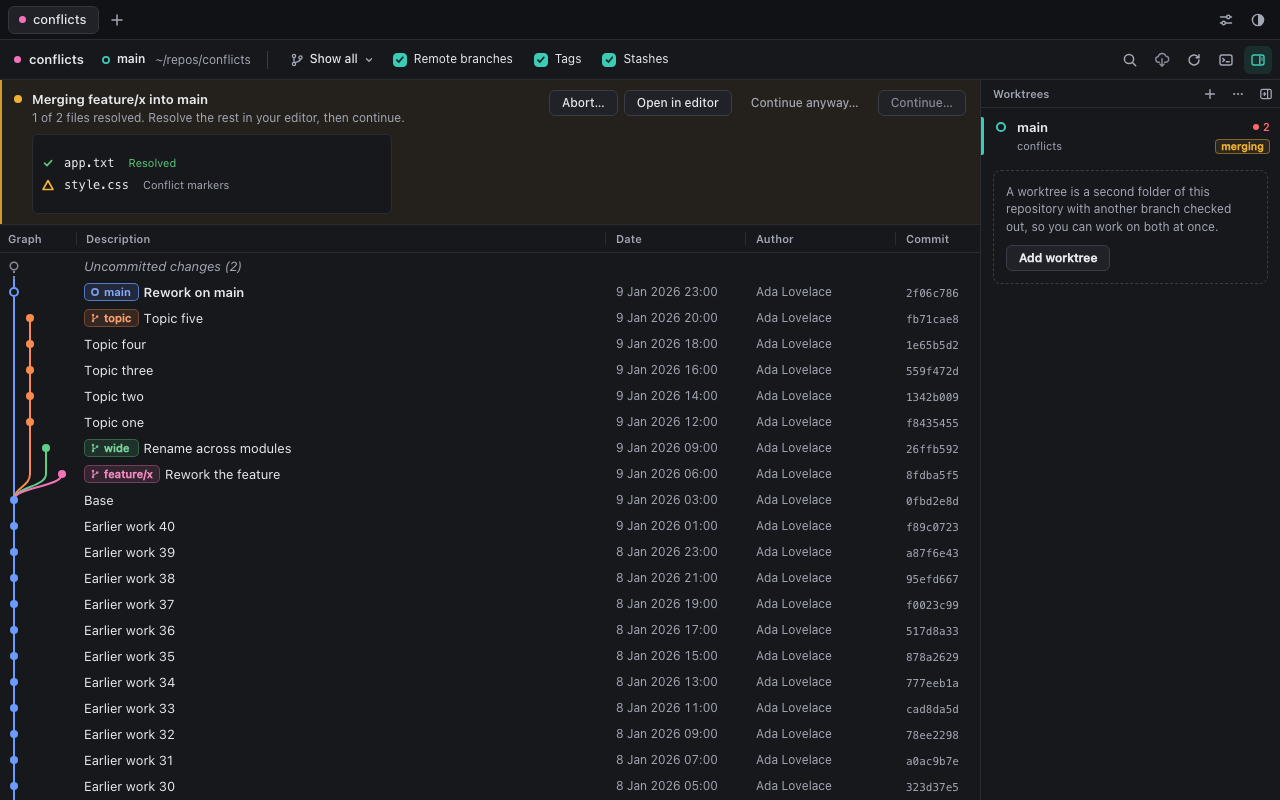 conflicts
conflicts main ~/repos/conflicts Show all Remote branches Tags Stashes
Merging feature/x into main
1 of 2 files resolved. Resolve the rest in your editor, then continue.
Abort... Open in editor Continue anyway... Continue...
app.txt Resolved
style.css Conflict markers
Graph Description Date Author Commit
Uncommitted changes (2)
main Rework on main 9 Jan 2026 23:00 Ada Lovelace 2f06c786
topic Topic five 9 Jan 2026 20:00 Ada Lovelace fb71cae8
Topic four 9 Jan 2026 18:00 Ada Lovelace 1e65b5d2
Topic three 9 Jan 2026 16:00 Ada Lovelace 559f472d
Topic two 9 Jan 2026 14:00 Ada Lovelace 1342b009
Topic one 9 Jan 2026 12:00 Ada Lovelace f8435455
wide Rename across modules 9 Jan 2026 09:00 Ada Lovelace 26ffb592
feature/x Rework the feature 9 Jan 2026 06:00 Ada Lovelace 8fdba5f5
Base 9 Jan 2026 03:00 Ada Lovelace 0fbd2e8d
Earlier work 40 9 Jan 2026 01:00 Ada Lovelace f89c0723
Earlier work 39 8 Jan 2026 23:00 Ada Lovelace a87f6e43
Earlier work 38 8 Jan 2026 21:00 Ada Lovelace 95efd667
Earlier work 37 8 Jan 2026 19:00 Ada Lovelace f0023c99
Earlier work 36 8 Jan 2026 17:00 Ada Lovelace 517d8a33
Earlier work 35 8 Jan 2026 15:00 Ada Lovelace 878a2629
Earlier work 34 8 Jan 2026 13:00 Ada Lovelace 777eeb1a
Earlier work 33 8 Jan 2026 11:00 Ada Lovelace cad8da5d
Earlier work 32 8 Jan 2026 09:00 Ada Lovelace 78ee2298
Earlier work 31 8 Jan 2026 07:00 Ada Lovelace a0ac9b7e
Earlier work 30 8 Jan 2026 05:00 Ada Lovelace 323d37e5
Worktrees
main 2
conflicts merging
A worktree is a second folder of this
repository with another branch checked
out, so you can work on both at once.
Add worktree